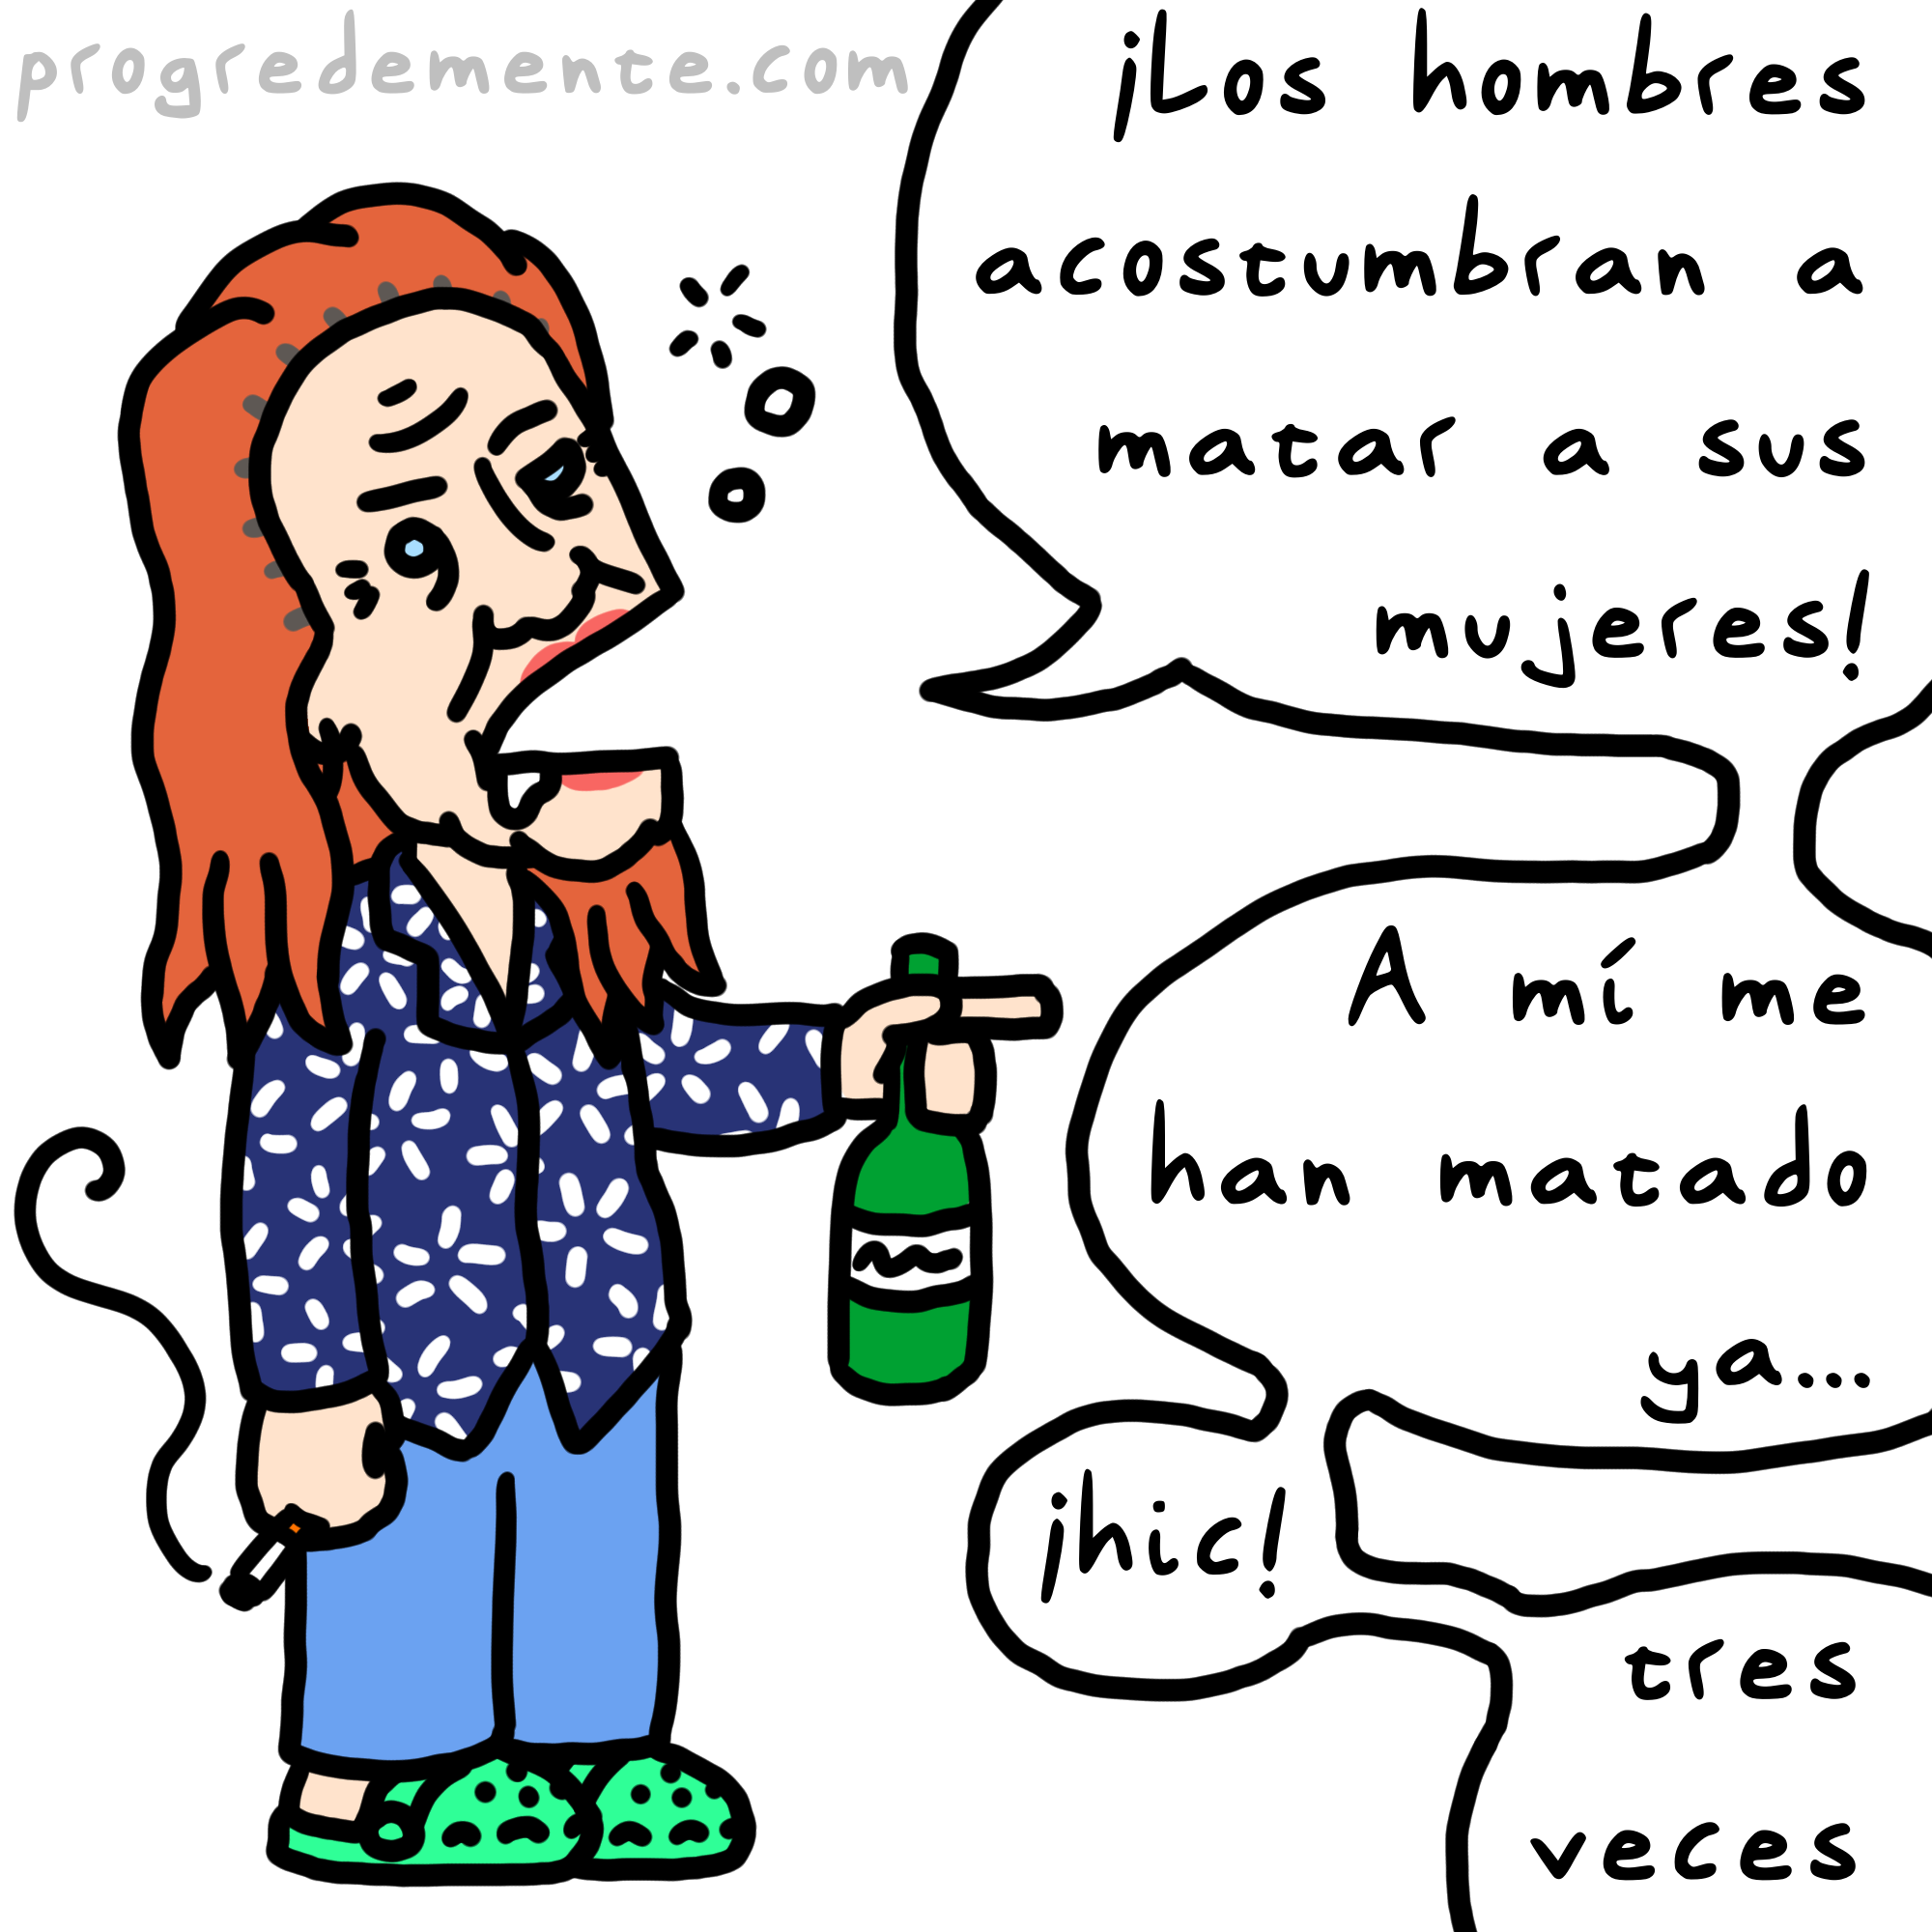 progredemente.com
¡Los hombres
acostumbran a
matar a sus
mujeres!
A mí me
han matado
ya...
¡hic!
tres
veces